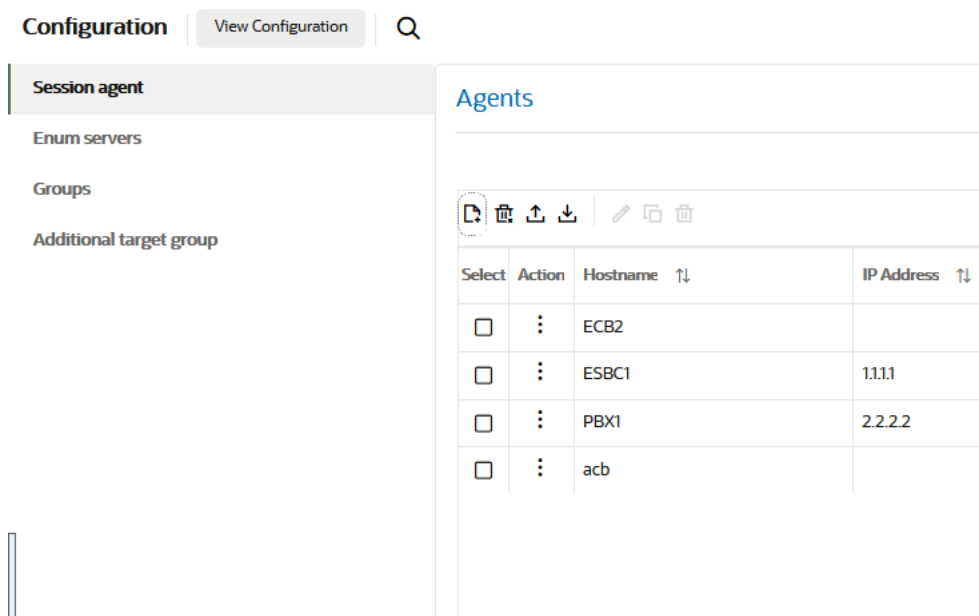 Configuration
View Configuration
Session agent
Enum servers
Groups
Additional target group
Agents
Select Action Hostname IP Address
ECB2
ESBC1 1.1.1.1
PBX1 2.2.2.2
acb